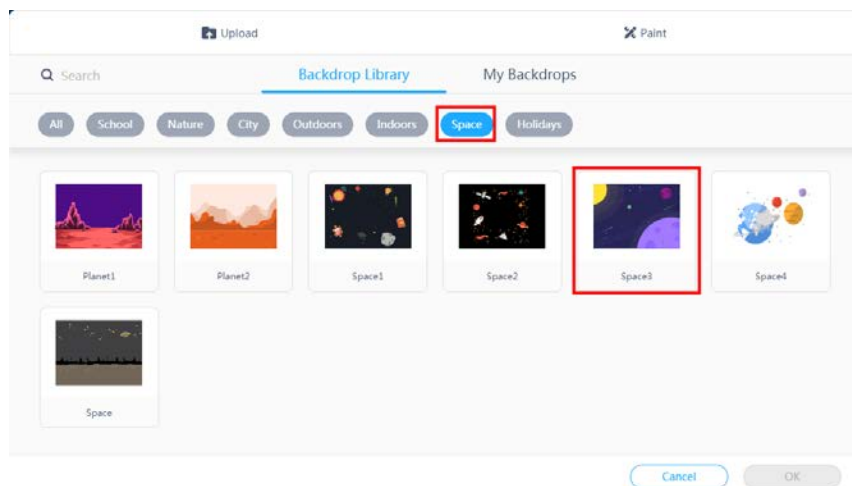 Upload Paint
Search Backdrop Library My Backdrops
All School Nature City Outdoors Indoors Space Holidays
Planet1 Planet2 Space1 Space2 Space3 Space4
Space
Cancel OK